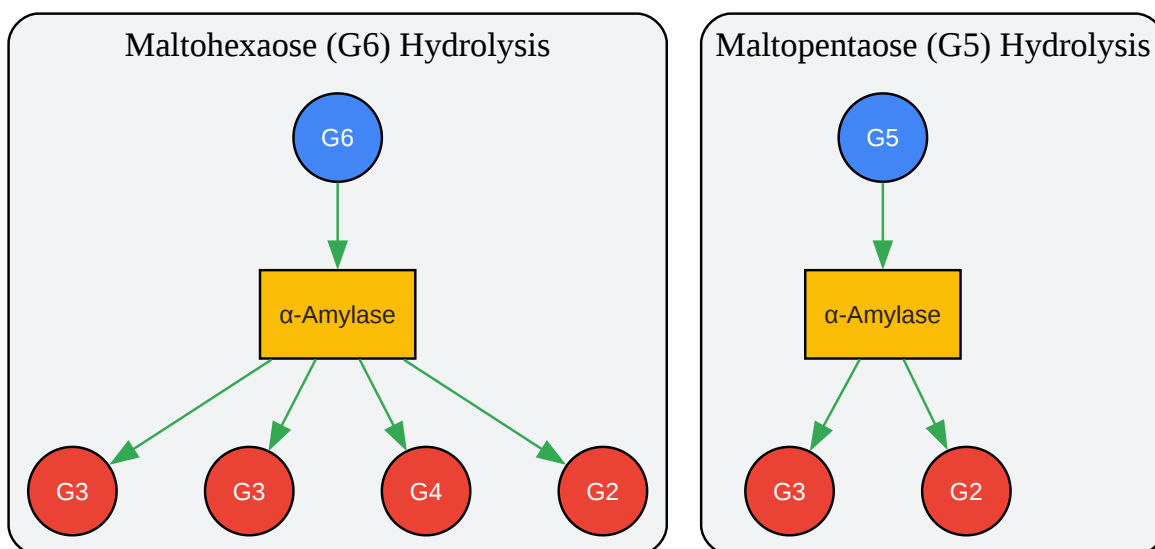 Maltohexaose (G6) Hydrolysis
G6
α-Amylase
G3
G3
G4
G2
Maltopentaose (G5) Hydrolysis
G5
α-Amylase
G3
G2